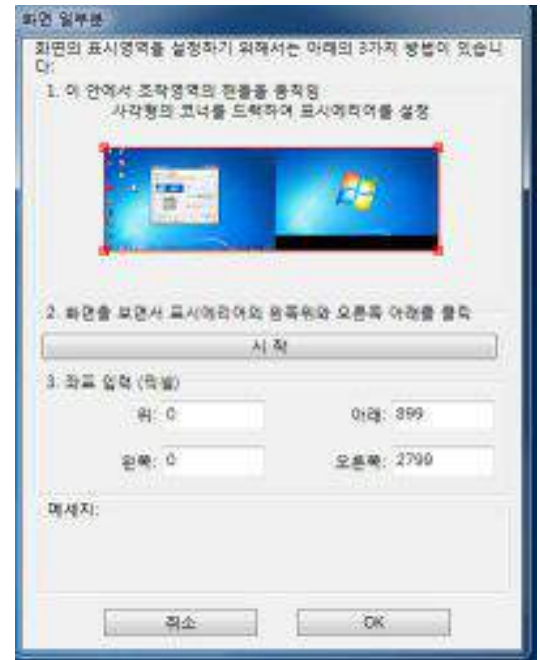 화면 일부분
화면의 표시영역을 설정하기 위해서는 아래의 3가지 방법이 있습니
다:
1. 이 안에서 조작영역의 전을을 움직임
사각형의 코너를 드랙하여 표시에리어를 설정
2. 화면을 보면서 표시에리어의 왼쪽위와 오른쪽 아래를 클릭
시작
3. 좌표 입력 (픽셀)
위: 0
아래: 899
왼쪽: 0
오른쪽: 2799
메세지:
취소
OK